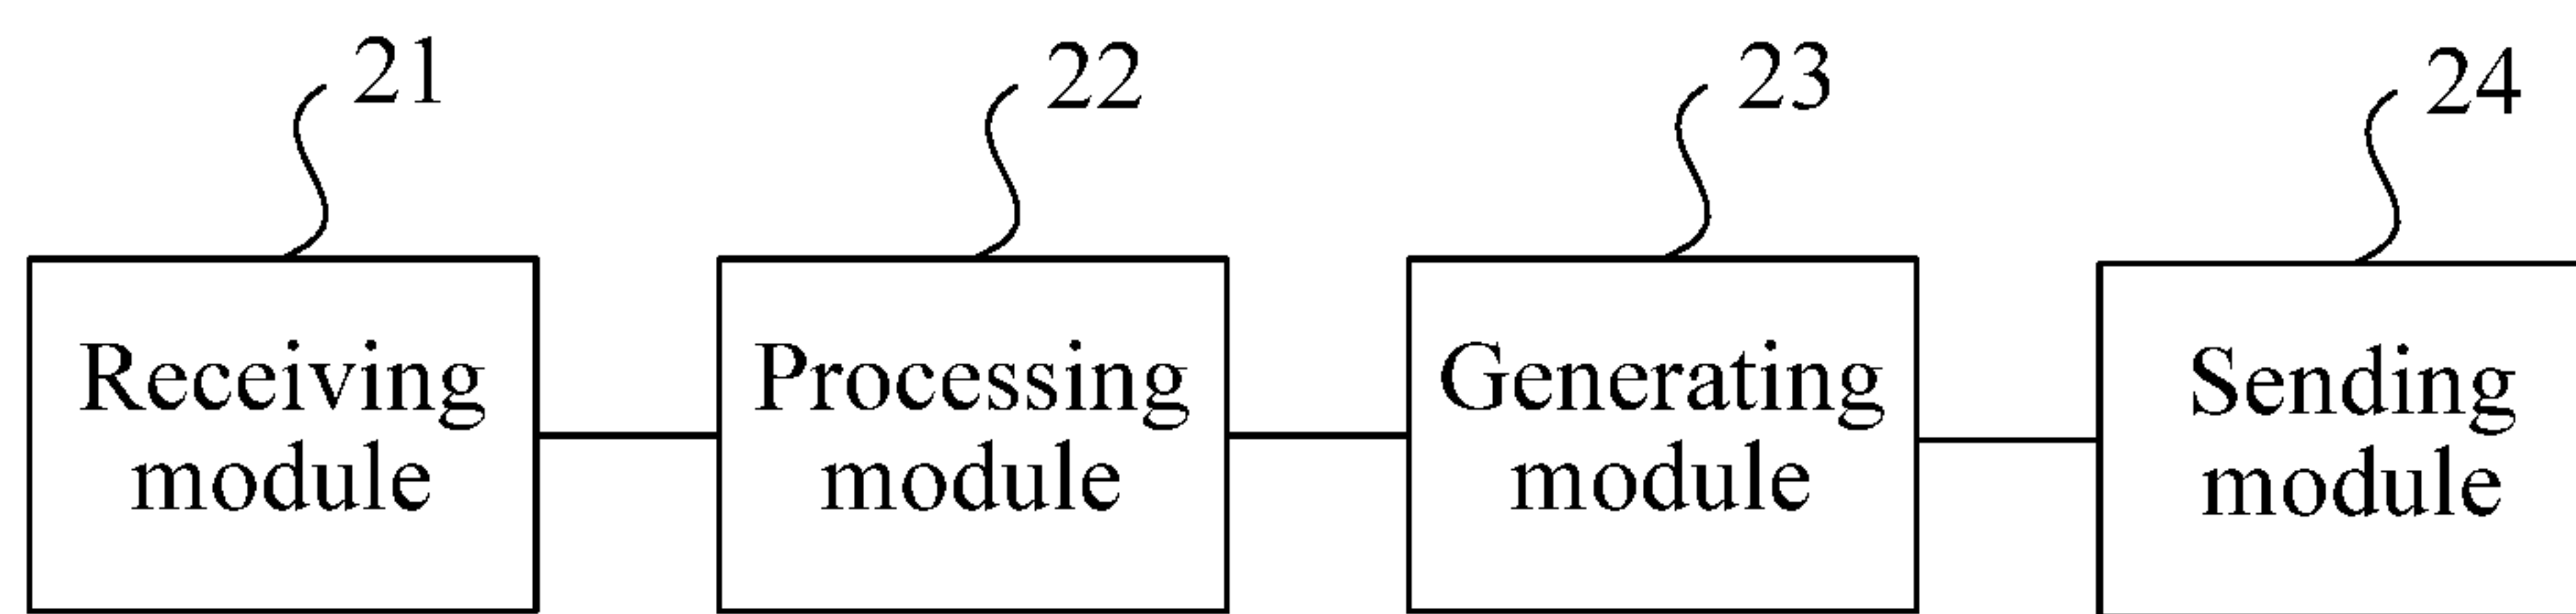 21
22
23
24
Receiving
module
Processing
module
Generating
module
Sending
module